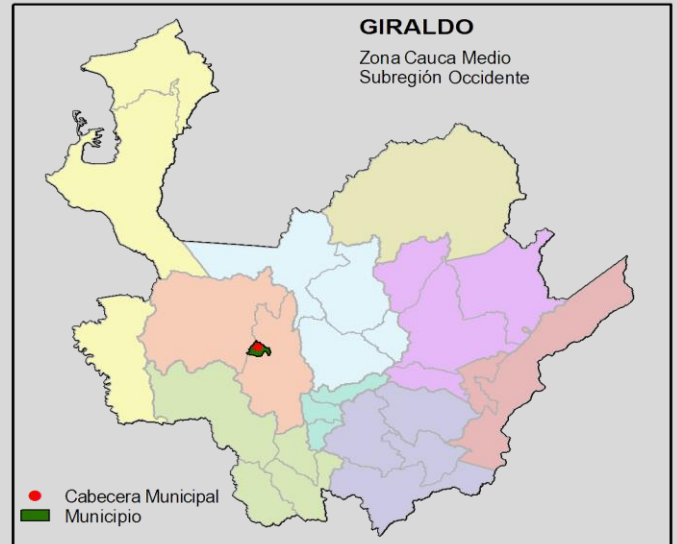 GIRALDO
Zona Cauca Medio
Subregión Occidente
Cabecera Municipal
Municipio